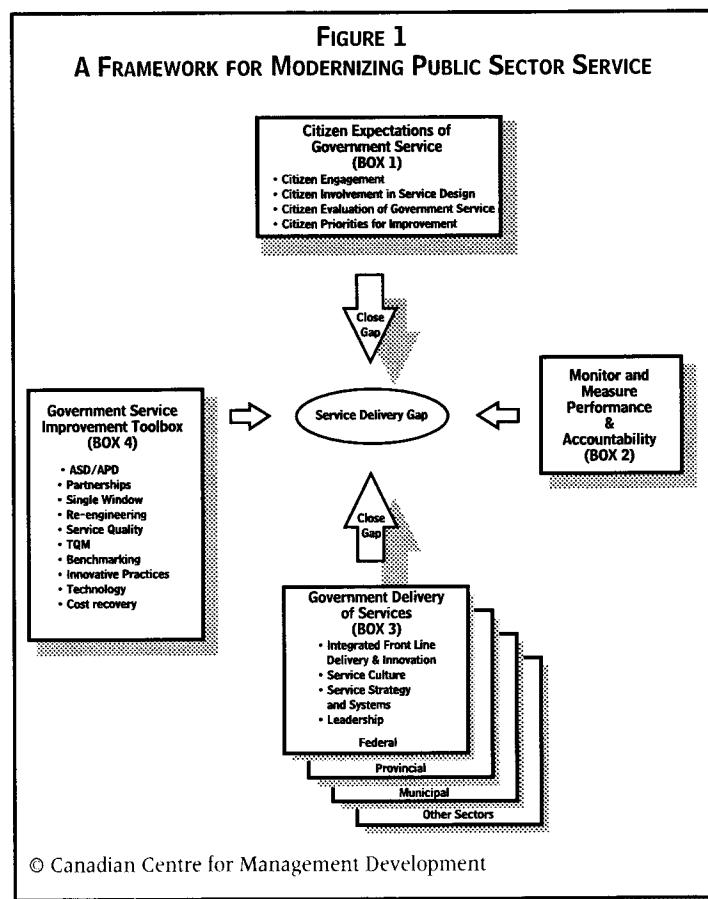 FIGURE 1
A FRAMEWORK FOR MODERNIZING PUBLIC SECTOR SERVICE
Citizen Expectations of
Government Service
(BOX 1)
• Citizen Engagement
• Citizen Involvement in Service Design
• Citizen Evaluation of Government Service
• Citizen Priorities for Improvement
Close
Gap
Government Service
Improvement Toolbox
(BOX 4)
• ASD/APD
• Partnerships
• Single Window
• Re-engineering
• Service Quality
• TQM
• Benchmarking
• Innovative Practices
• Technology
• Cost recovery
Service Delivery Gap
Monitor and
Measure
Performance
&
Accountability
(BOX 2)
Close
Gap
Government Delivery
of Services
(BOX 3)
• Integrated Front Line
Delivery & Innovation
• Service Culture
• Service Strategy
and Systems
• Leadership
Federal
Provincial
Municipal
Other Sectors
© Canadian Centre for Management Development